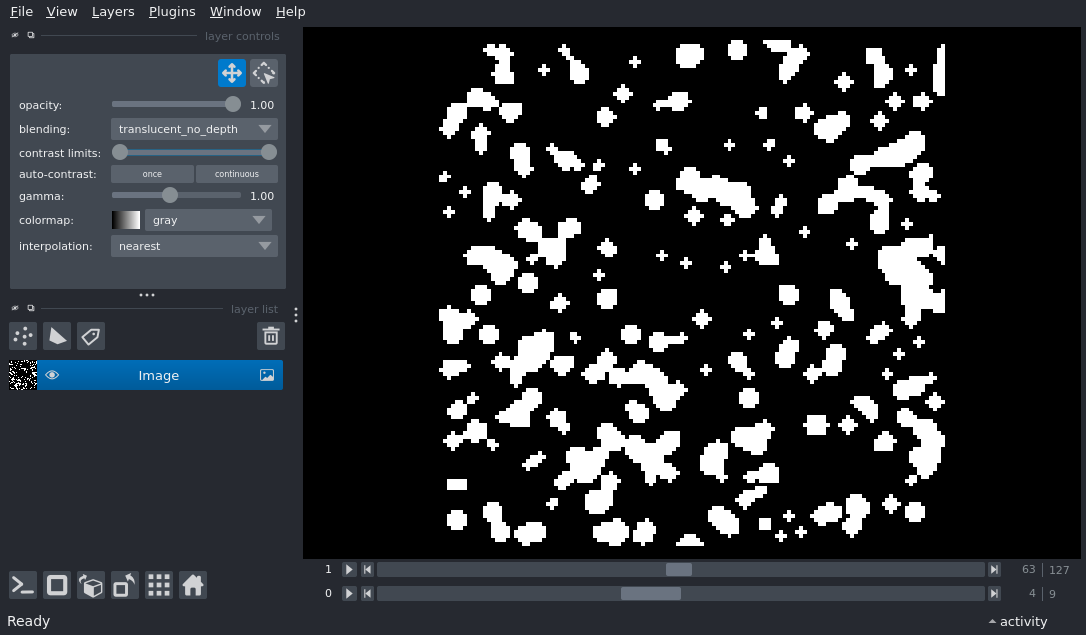 File View Layers Plugins Window Help
layer controls
opacity: 1.00
blending: translucent_no_depth
contrast limits:
auto-contrast: once continuous
gamma: 1.00
colormap: gray
interpolation: nearest
layer list
Image
1 63 127
0 4 9
Ready activity